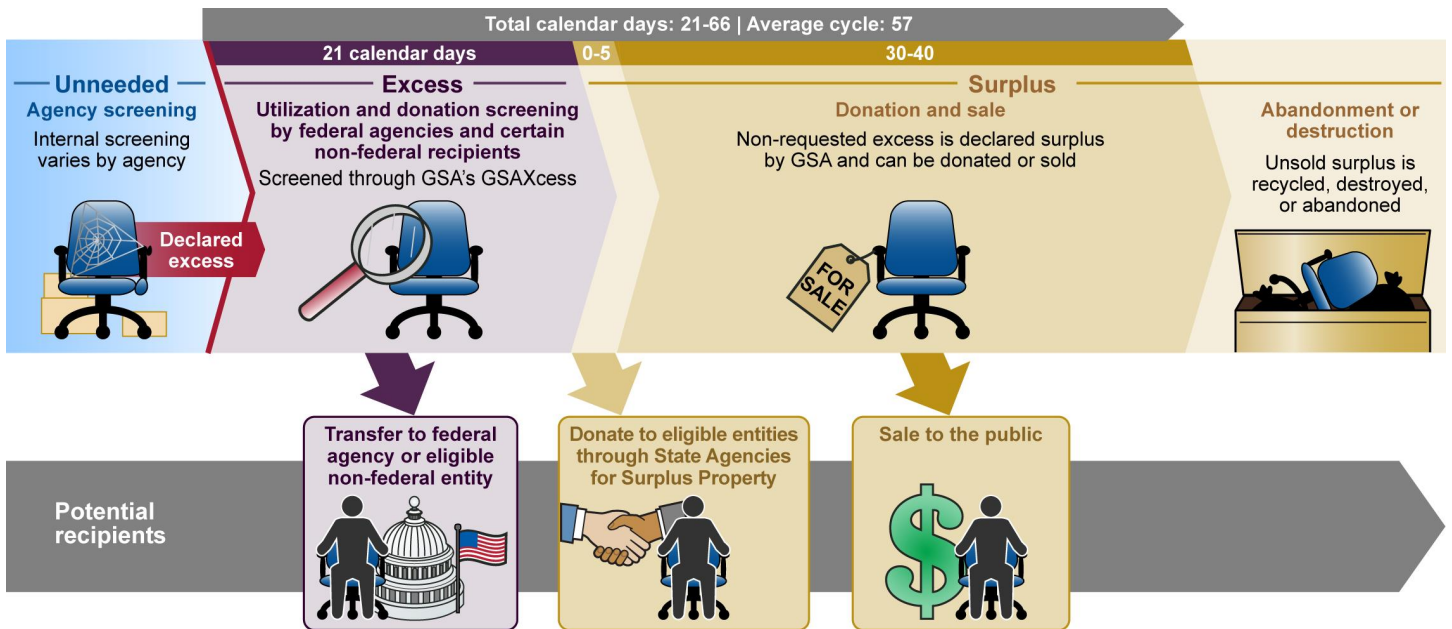 Total calendar days: 21-66 | Average cycle: 57
21 calendar days
0-5
30-40
Unneeded
Agency screening
Internal screening
varies by agency
Declared
excess
Excess
Utilization and donation screening
by federal agencies and certain
non-federal recipients
Screened through GSA's GSAXcess
Surplus
Donation and sale
Non-requested excess is declared surplus
by GSA and can be donated or sold
FOR
SALE
Abandonment or
destruction
Unsold surplus is
recycled, destroyed,
or abandoned
Potential
recipients
Transfer to federal
agency or eligible
non-federal entity
Donate to eligible entities
through State Agencies
for Surplus Property
Sale to the public
$